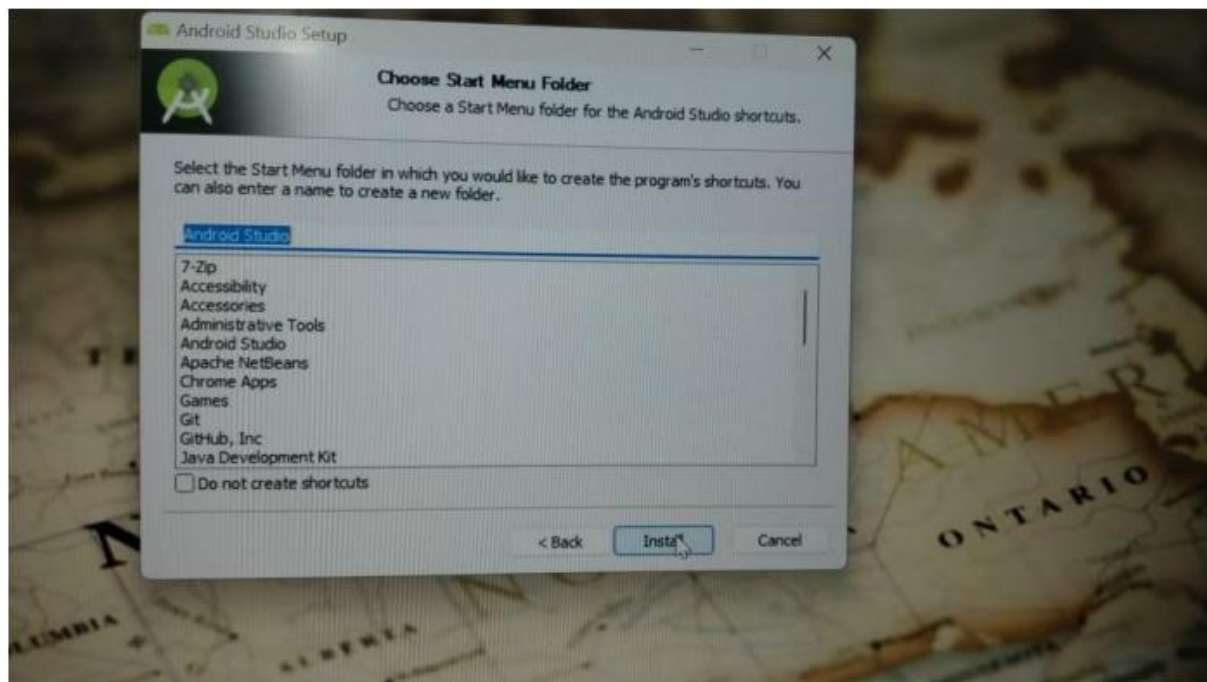 Android Studio Setup
Choose Start Menu Folder
Choose a Start Menu folder for the Android Studio shortcuts.
Select the Start Menu folder in which you would like to create the program's shortcuts. You
can also enter a name to create a new folder.
Android Studio
7-Zip
Accessibility
Accessories
Administrative Tools
Android Studio
Apache NetBeans
Chrome Apps
Games
Git
GitHub, Inc
Java Development Kit
Do not create shortcuts
< Back
Install
Cancel
ONTARIO
ALBERTA